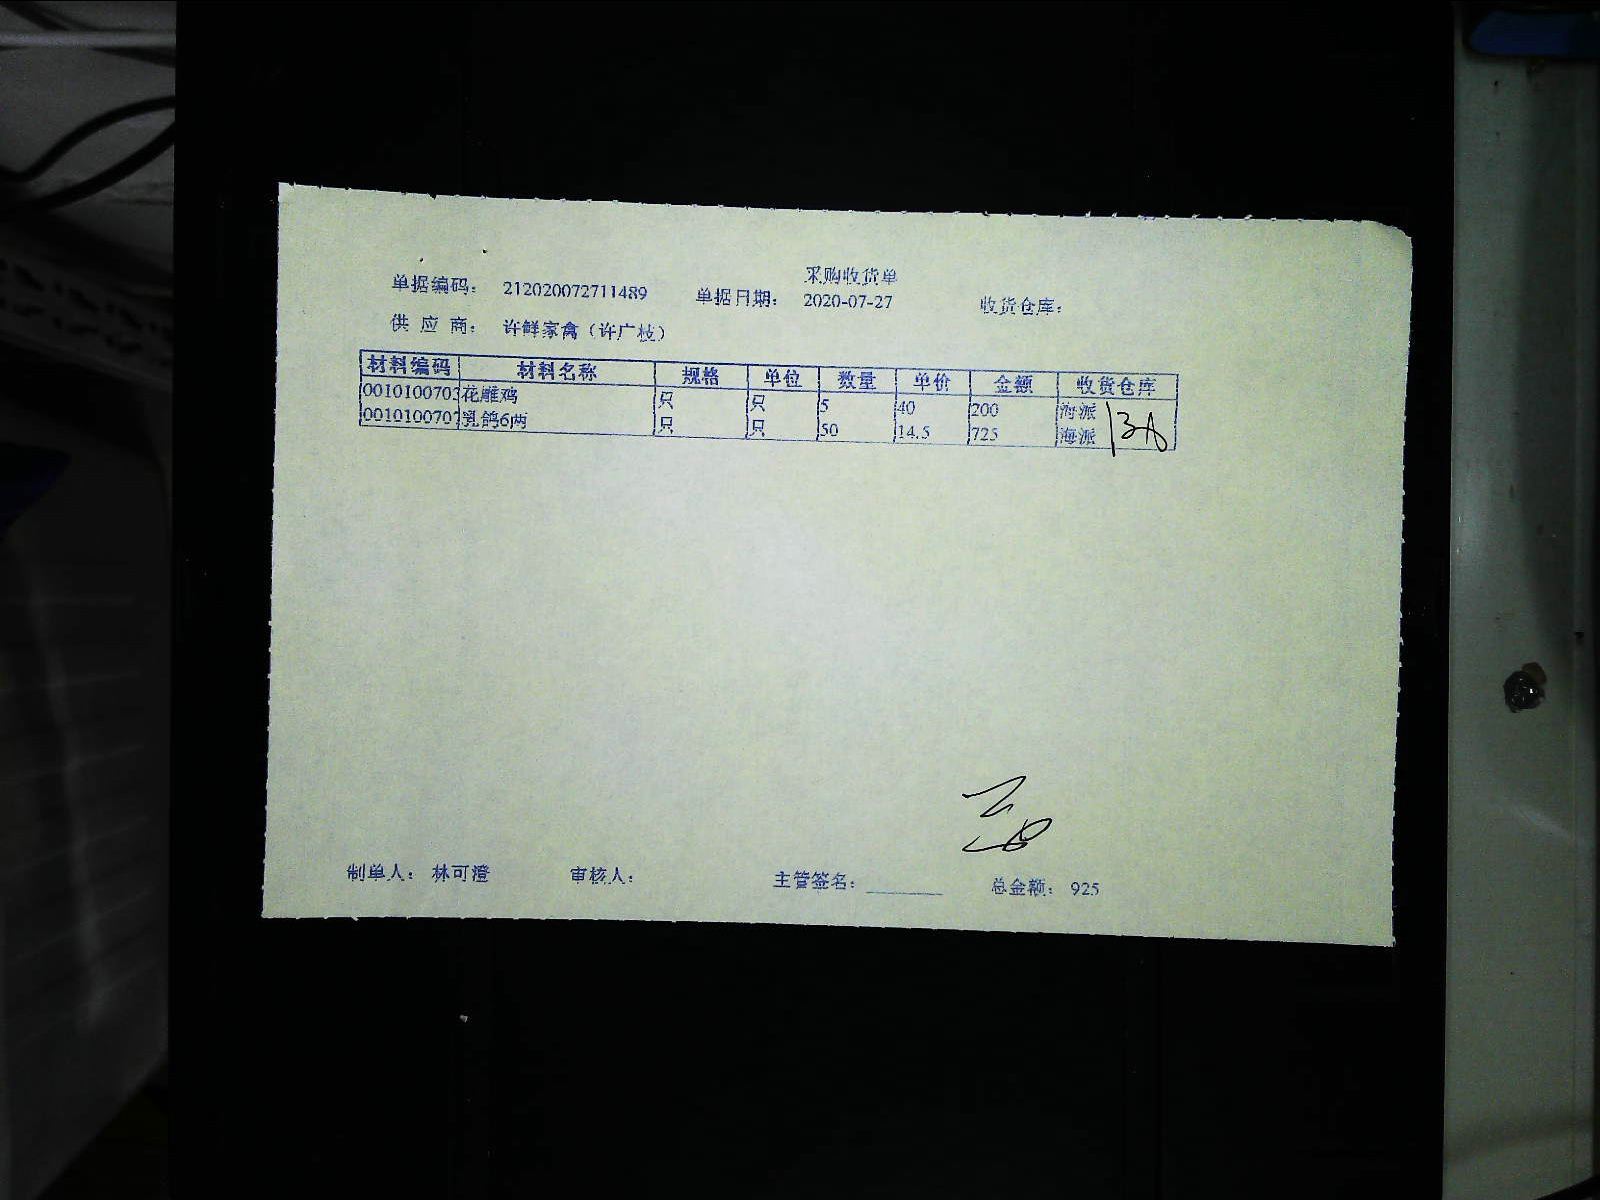 采购收货单
单据编码: 212020072711489 单据日期: 2020-07-27 收货仓库:
供应商: 许鲜家禽（许广枝）
材料编码 材料名称 规格 单位 数量 单价 金额 收货仓库
0010100703 花雕鸡 只 只 5 40 200 海派
0010100707 乳鸽6两 只 只 50 14.5 725 海派
制单人: 林可澄 审核人: 主管签名: ________ 总金额: 925